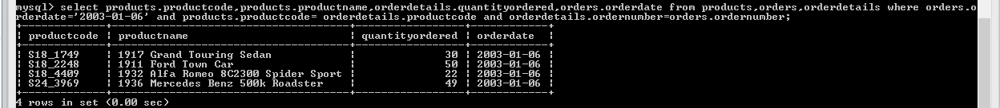 mysql> select products.productcode,products.productname,orderdetails.quantityordered,orders.orderdate from products,orders,orderdetails where orders.o
rderdate='2003-01-06' and products.productcode= orderdetails.productcode and orderdetails.ordernumber=orders.ordernumber;
+-------------+--------------------------------------+-----------------+------------+
| productcode | productname                          | quantityordered | orderdate  |
+-------------+--------------------------------------+-----------------+------------+
| S18_1749    | 1917 Grand Touring Sedan             |              30 | 2003-01-06 |
| S18_2248    | 1911 Ford Town Car                   |              50 | 2003-01-06 |
| S18_4409    | 1932 Alfa Romeo 8C2300 Spider Sport  |              22 | 2003-01-06 |
| S24_3969    | 1936 Mercedes Benz 500k Roadster     |              49 | 2003-01-06 |
+-------------+--------------------------------------+-----------------+------------+
4 rows in set (0.00 sec)